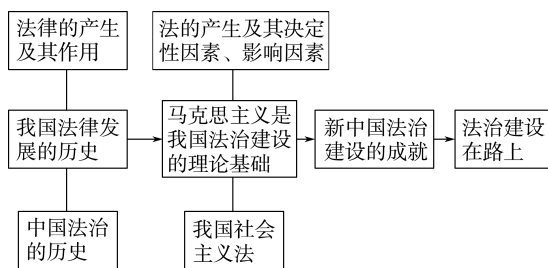 法律的产生
及其作用
法的产生及其决定
性因素、影响因素
我国法律发
展的历史
马克思主义是
我国法治建设
的理论基础
新中国法治
建设的成就
法治建设
在路上
中国法治
的历史
我国社会
主义法